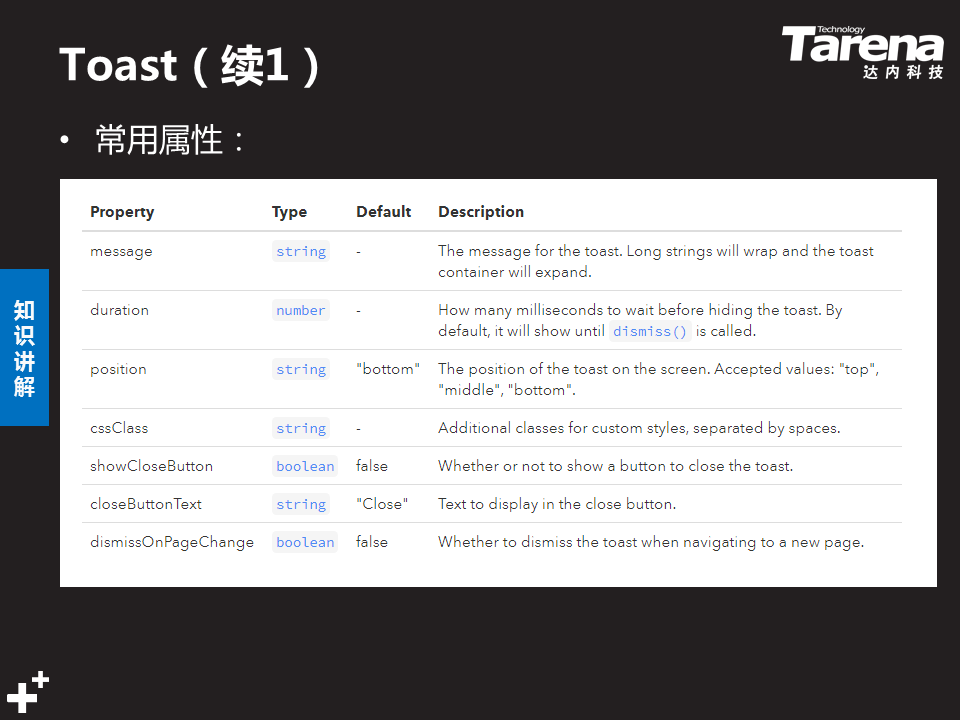 Toast（续1）
Technology
Tarena
达内科技
• 常用属性：
知识讲解
Property Type Default Description
message string - The message for the toast. Long strings will wrap and the toast
container will expand.
duration number - How many milliseconds to wait before hiding the toast. By
default, it will show until dismiss() is called.
position string "bottom" The position of the toast on the screen. Accepted values: "top",
"middle", "bottom".
cssClass string - Additional classes for custom styles, separated by spaces.
showCloseButton boolean false Whether or not to show a button to close the toast.
closeButtonText string "Close" Text to display in the close button.
dismissOnPageChange boolean false Whether to dismiss the toast when navigating to a new page.